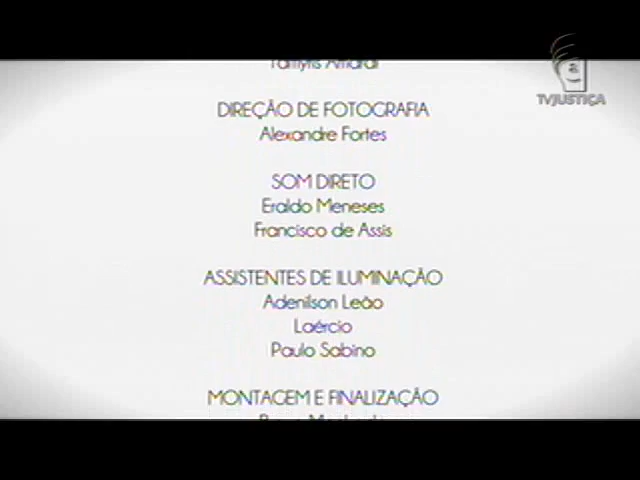 TVJUSTIÇA
DIREÇÃO DE FOTOGRAFIA
Alexandre Fortes
SOM DIRETO
Eraldo Meneses
Francisco de Assis
ASSISTENTES DE ILUMINAÇÃO
Adenilson Leão
Laércio
Paulo Sabino
MONTAGEM E FINALIZAÇÃO